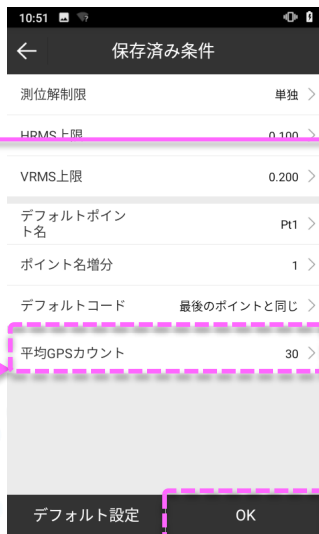 10:51
保存済み条件
測位解制限 単独
HRMS上限 0.100
VRMS上限 0.200
デフォルトポイン
ト名 Pt1
ポイント名増分 1
デフォルトコード 最後のポイントと同じ
平均GPSカウント 30
デフォルト設定 OK